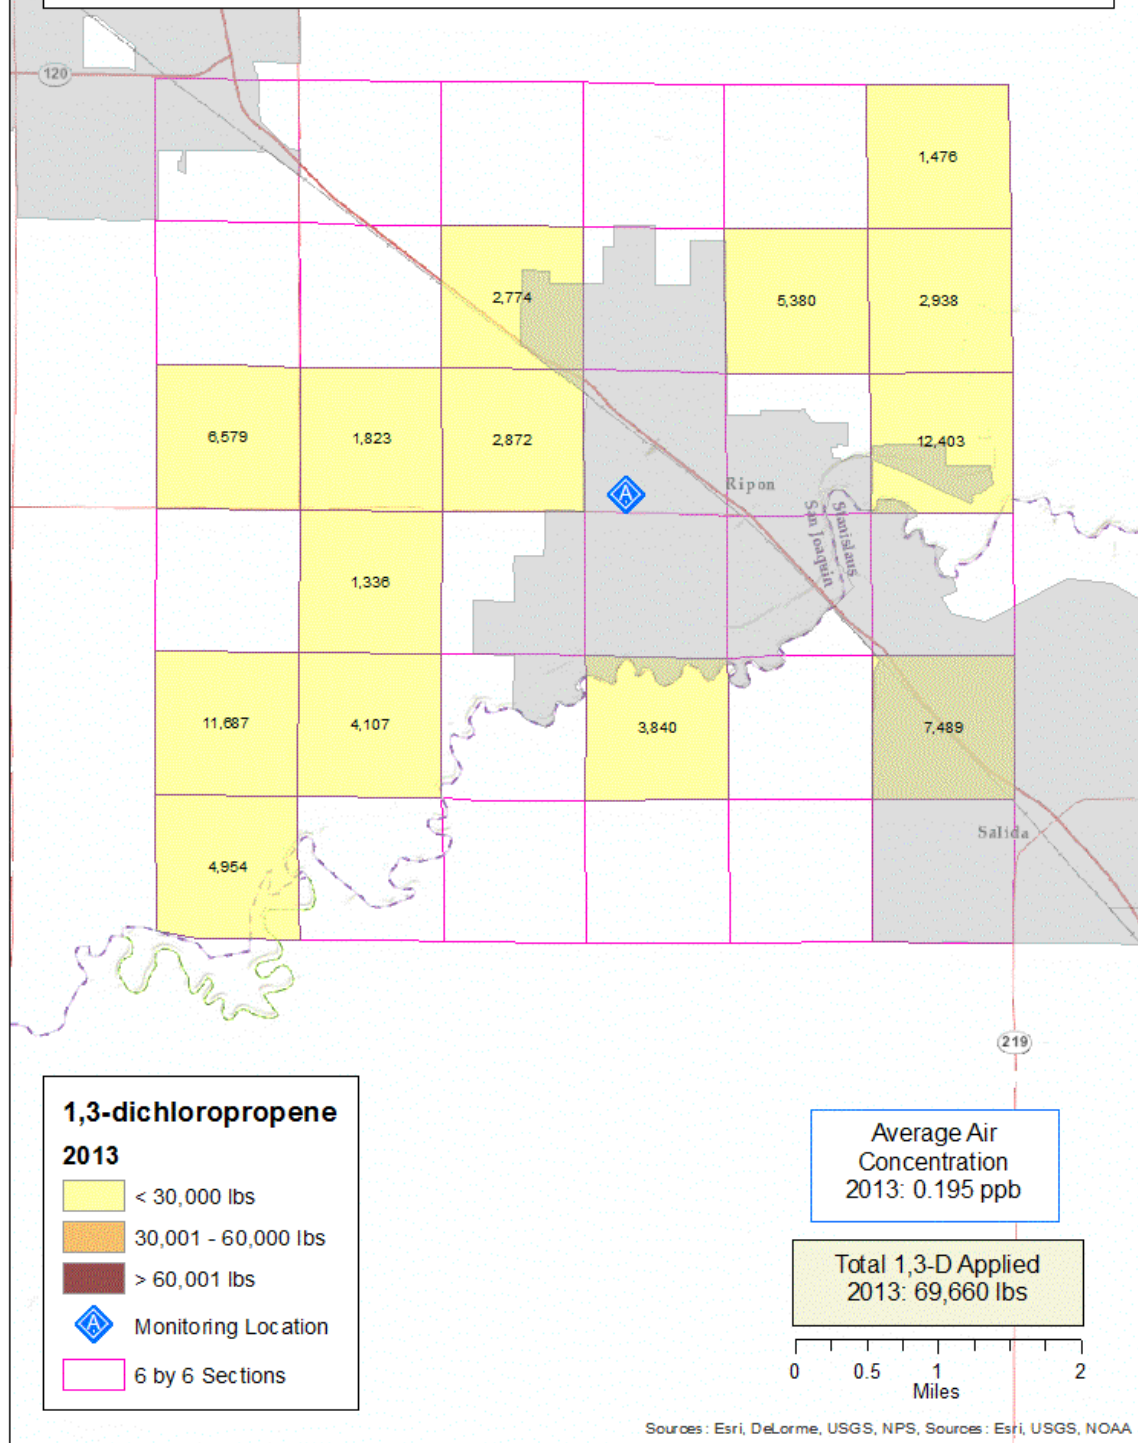 120
1,476
2,774
5,380
2,938
6,579
1,823
2,872
12,403
A
Ripon
Stanislaus
San Joaquin
1,336
11,687
4,107
3,840
7,489
Salida
4,954
219
1,3-dichloropropene
2013
< 30,000 lbs
30,001 - 60,000 lbs
> 60,001 lbs
A
Monitoring Location
6 by 6 Sections
Average Air
Concentration
2013: 0.195 ppb
Total 1,3-D Applied
2013: 69,660 lbs
0 0.5 1 2
Miles
Sources: Esri, DeLorme, USGS, NPS, Sources: Esri, USGS, NOAA